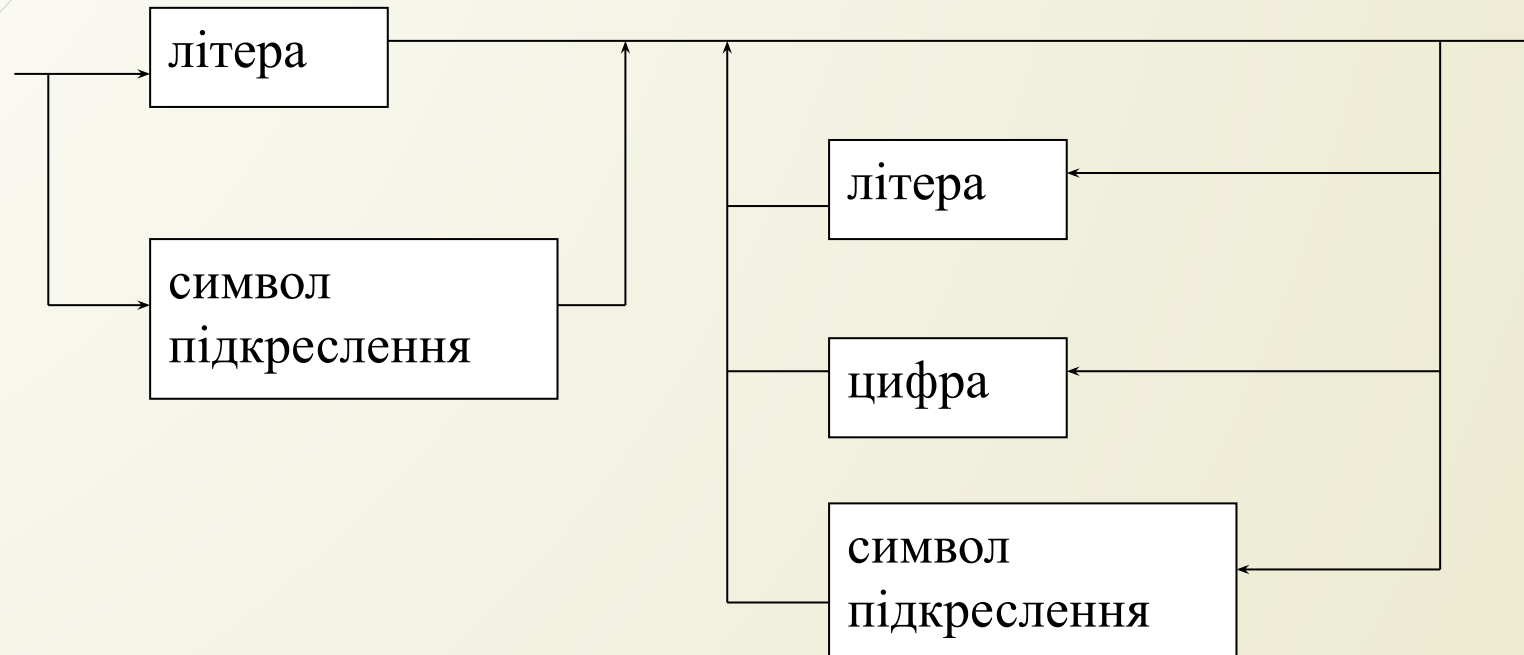 літера
символ
підкреслення
літера
цифра
символ
підкреслення